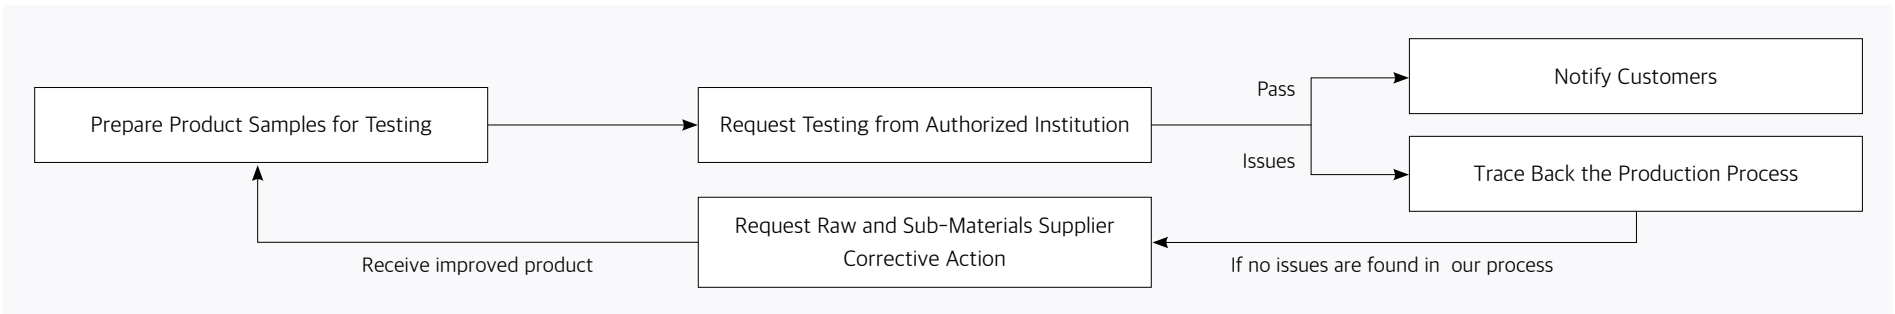 Prepare Product Samples for Testing
Request Testing from Authorized Institution
Pass
Issues
Notify Customers
Trace Back the Production Process
If no issues are found in our process
Request Raw and Sub-Materials Supplier
Corrective Action
Receive improved product